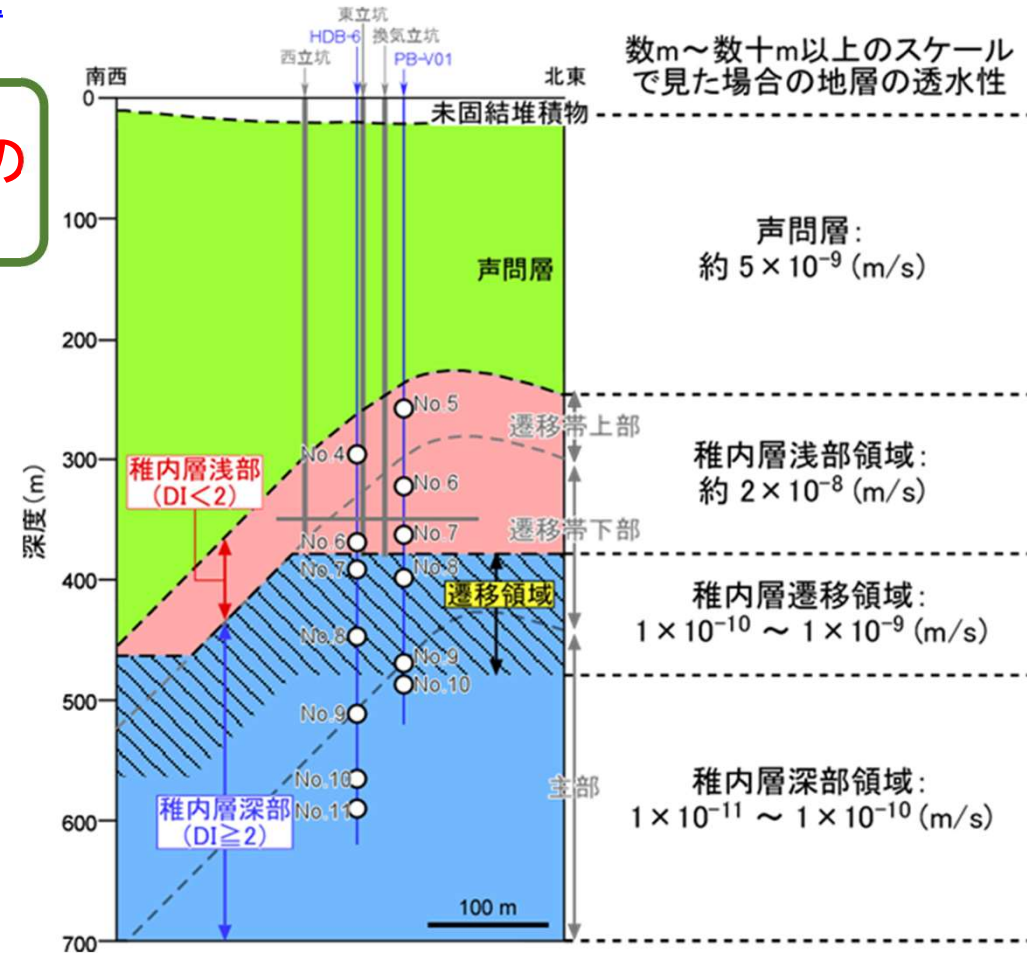 の
東立坑
HDB-6 換気立坑
西立坑 PB-V01
南西 北東
数m~数十m以上のスケール
で見た場合の地層の透水性
未固結堆積物
0
100
200
300
400
500
600
700
深度(m)
声問層
声問層:
約 5×10⁻⁹ (m/s)
No.5
遷移帯上部
No.4
稚内層浅部
(DI<2)
No.6
稚内層浅部領域:
約 2×10⁻⁸ (m/s)
遷移帯下部
No.7
No.6
No.7
No.8
遷移領域
稚内層遷移領域:
1×10⁻¹⁰ ~ 1×10⁻⁹ (m/s)
No.8
No.9
No.10
No.9
No.10
No.11
主部
稚内層深部
(DI≧2)
稚内層深部領域:
1×10⁻¹¹ ~ 1×10⁻¹⁰ (m/s)
100 m